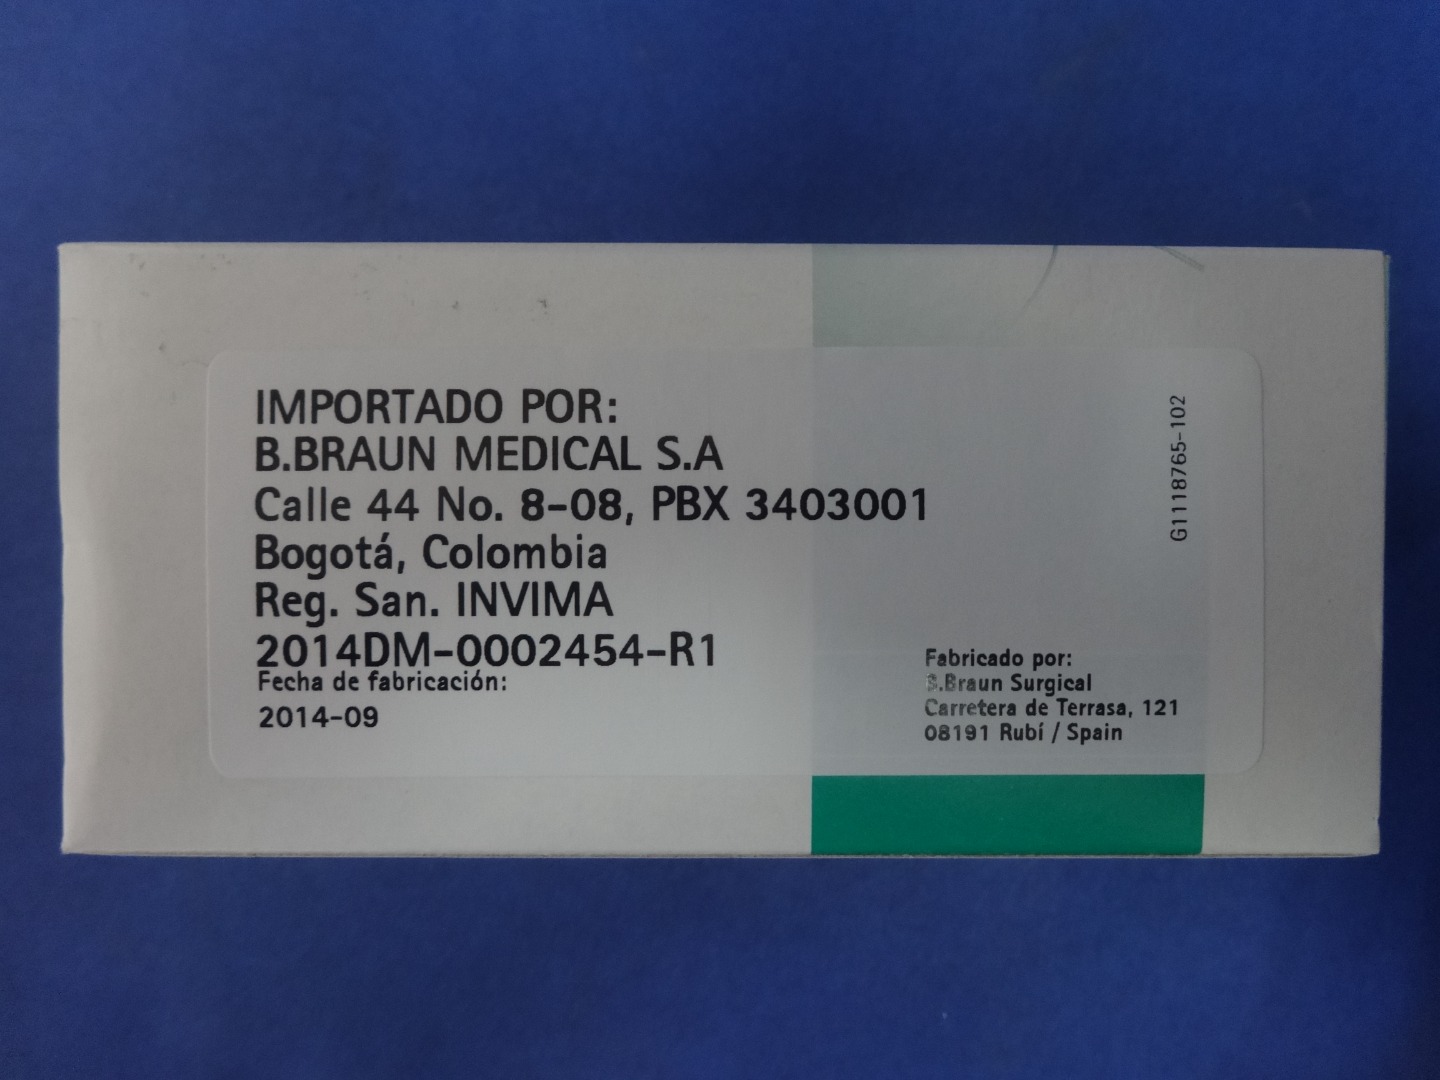 IMPORTADO POR:
B.BRAUN MEDICAL S.A
Calle 44 No. 8-08, PBX 3403001
Bogotá, Colombia
Reg. San. INVIMA
2014DM-0002454-R1
Fecha de fabricación:
2014-09
Fabricado por:
B.Braun Surgical
Carretera de Terrasa, 121
08191 Rubí / Spain
G1118765-102